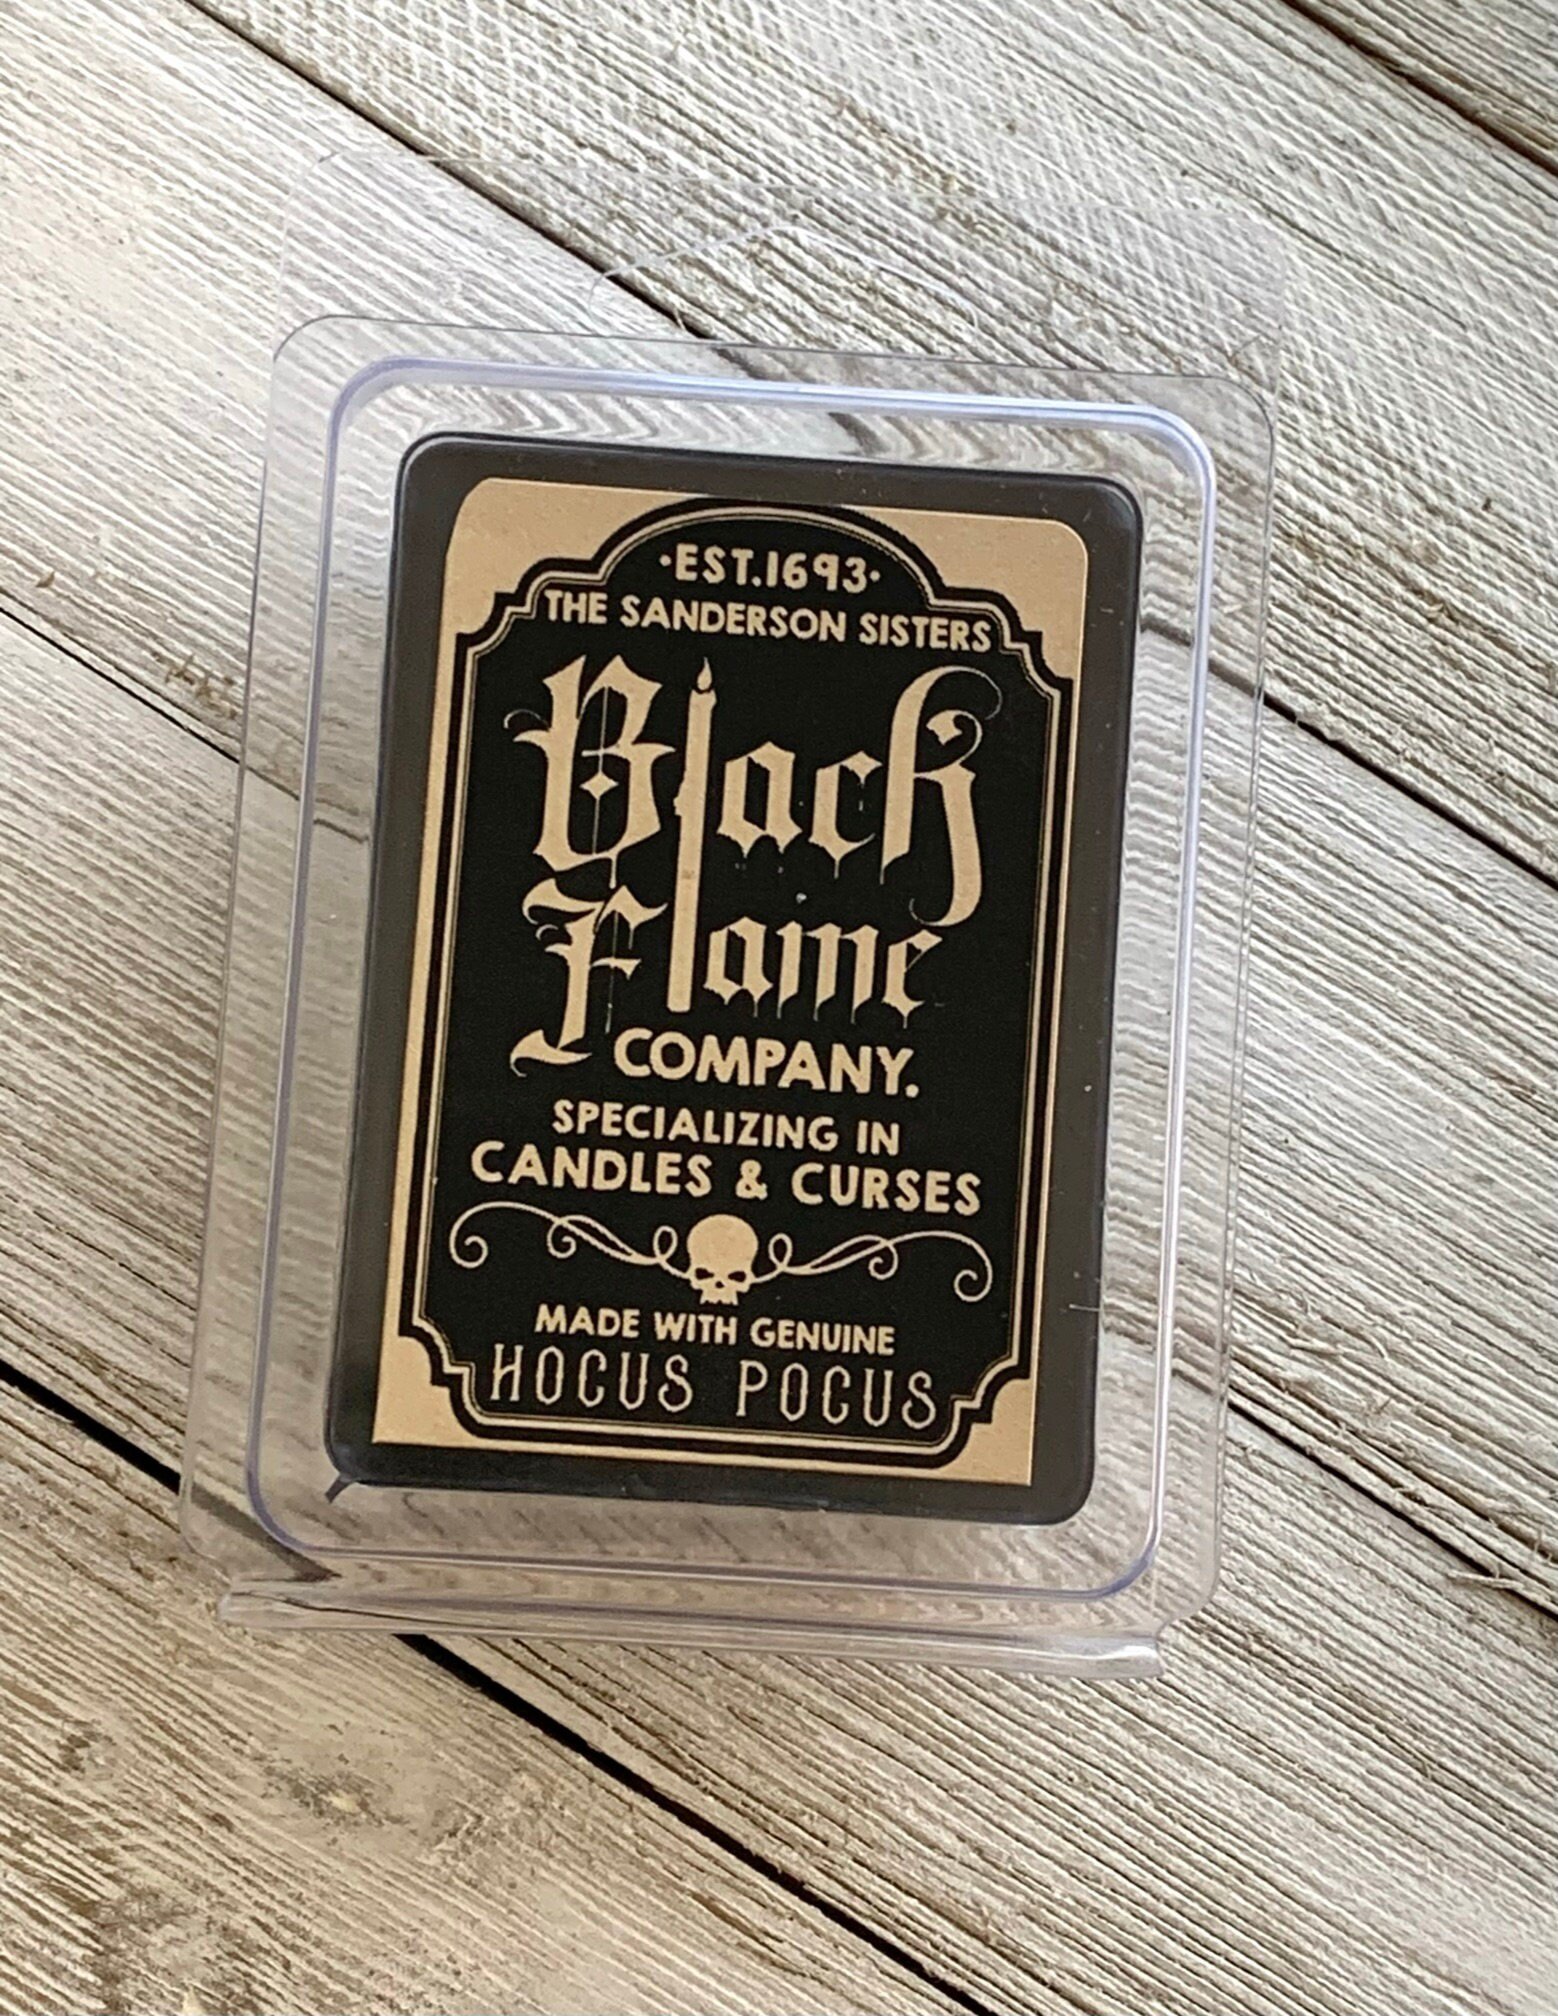 ·EST.1693·
THE SANDERSON SISTERS
Black
Flame
COMPANY.
SPECIALIZING IN
CANDLES & CURSES
MADE WITH GENUINE
HOCUS POCUS